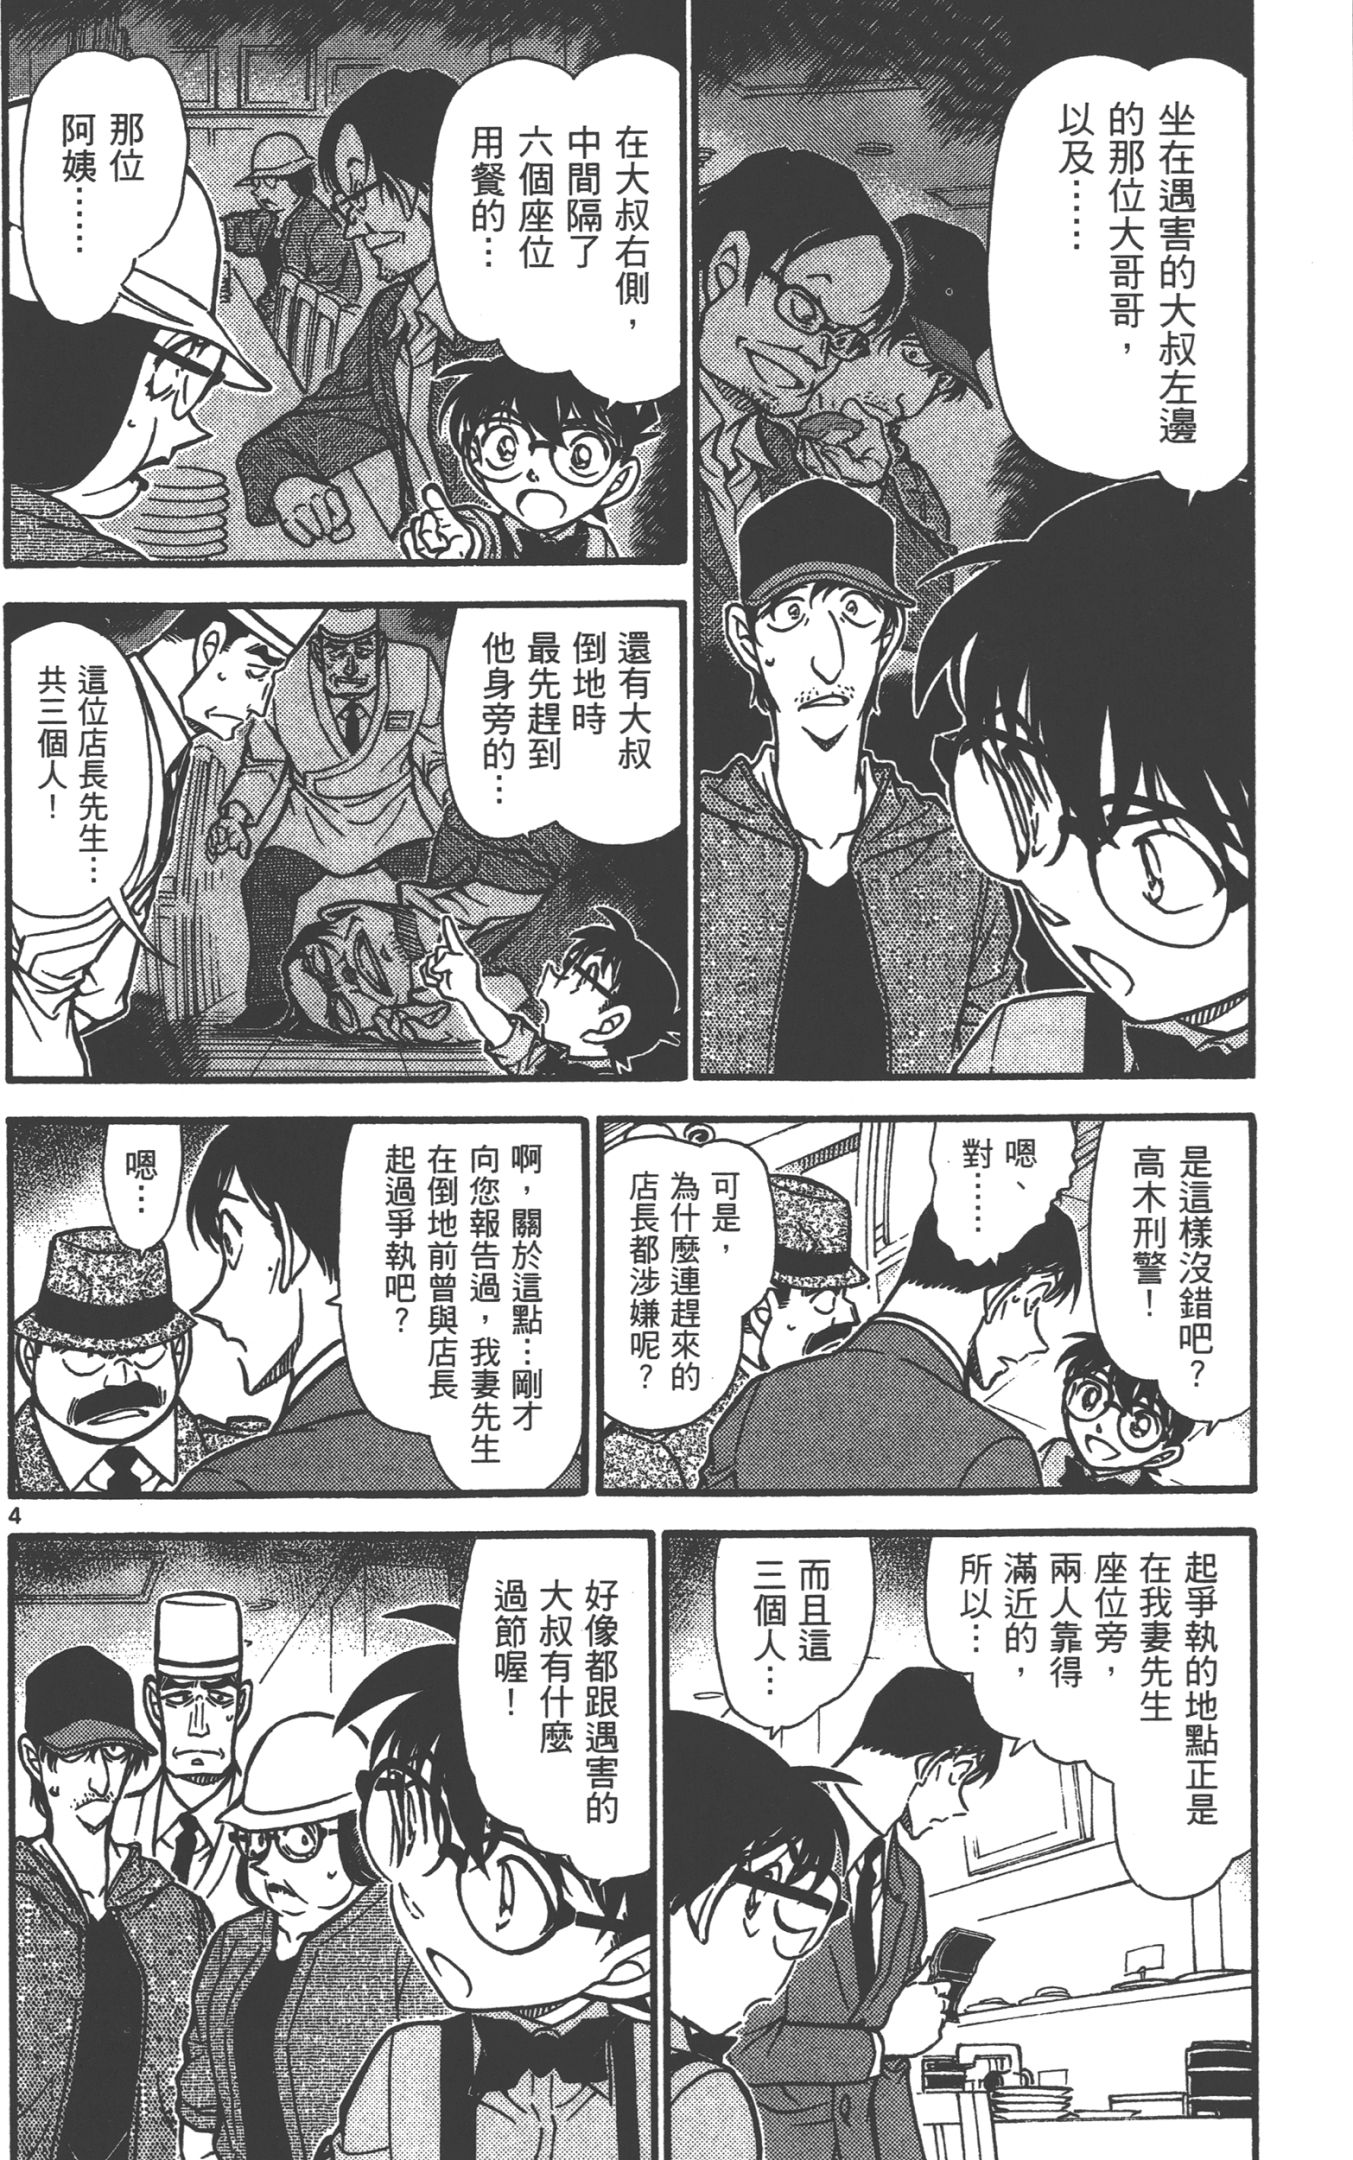 坐在遇害的大叔左邊
的那位大哥哥，
以及……
在大叔右側，
中間隔了
六個座位
用餐的…
那位
阿姨……
還有大叔
倒地時
最先趕到
他身旁的…
這位店長先生…
共三個人！
是這樣沒錯吧？
高木刑警！
嗯、
對……
可是，
為什麼連趕來的
店長都涉嫌呢？
啊，關於這點…剛才
向您報告過，我妻先生
在倒地前曾與店長
起過爭執吧？
嗯…
起爭執的地點正是
在我妻先生
座位旁，
兩人靠得
滿近的，
所以…
而且這
三個人…
好像都跟遇害的
大叔有什麼
過節喔！
4